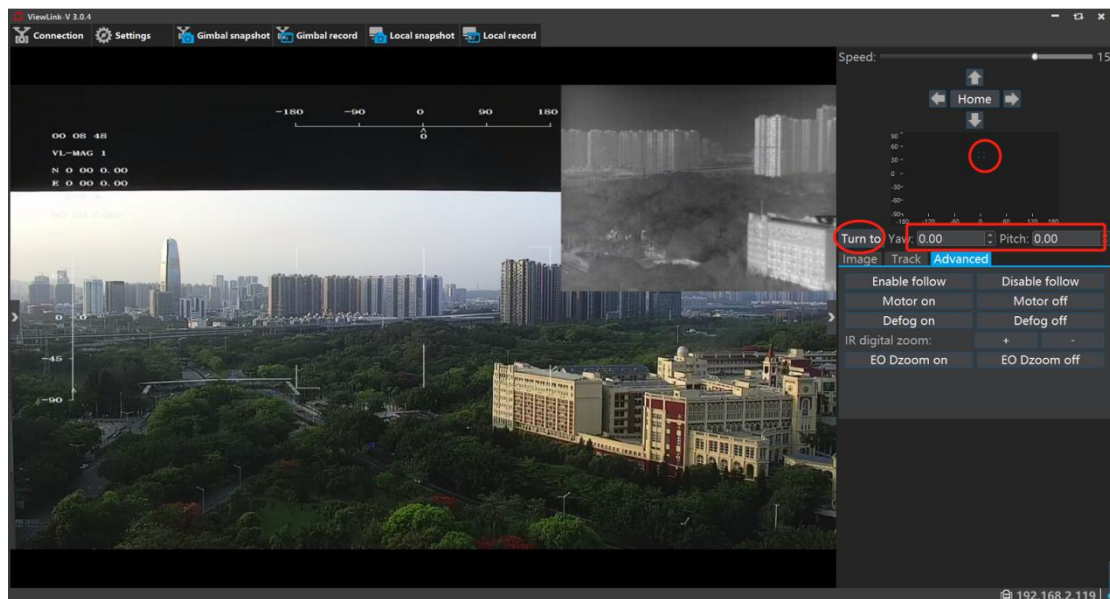 ViewLink-V 3.0.4
Connection Settings Gimbal snapshot Gimbal record Local snapshot Local record
Speed: 15
Home
-180 -90 0 90 180
0
00 08 48
VL-MAG 1
N 0 00 0.00
E 0 00 0.00
90
60
30
0
-30
-60
-90
-180 -120 -60 0 60 120 180
Turn to Yaw: 0.00 Pitch: 0.00
Image Track Advanced
Enable follow Disable follow
Motor on Motor off
Defog on Defog off
IR digital zoom: + -
EO Dzoom on EO Dzoom off
0 0
-45
-90
192.168.2.119